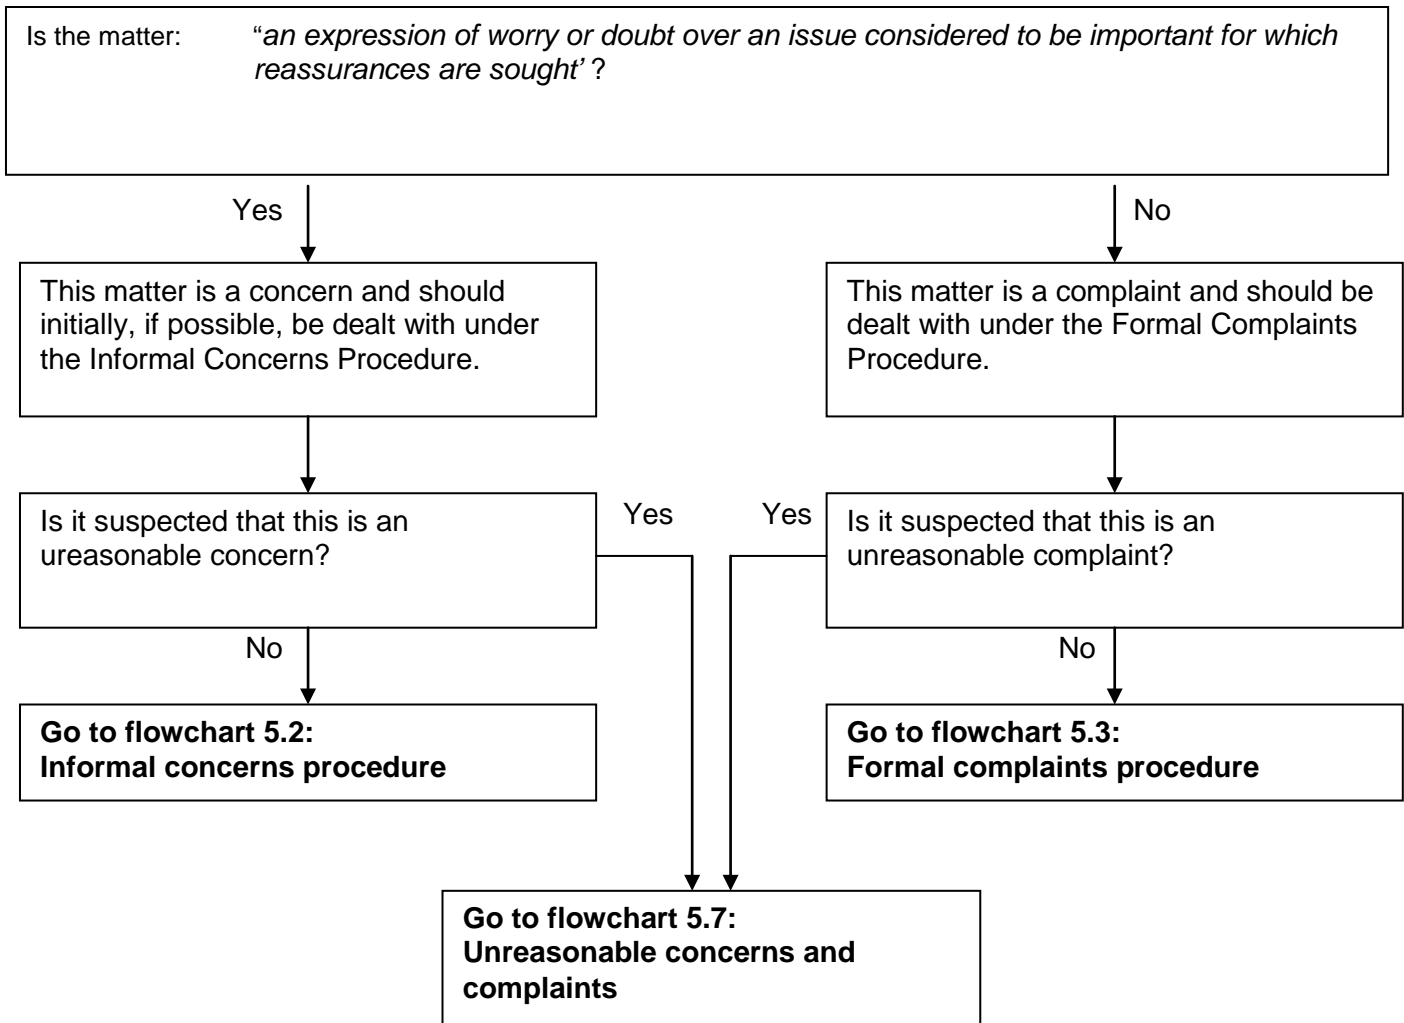 Is the matter: “an expression of worry or doubt over an issue considered to be important for which
reassurances are sought’ ?
Yes
No
This matter is a concern and should
initially, if possible, be dealt with under
the Informal Concerns Procedure.
This matter is a complaint and should be
dealt with under the Formal Complaints
Procedure.
Is it suspected that this is an
ureasonable concern?
Yes
Yes
Is it suspected that this is an
unreasonable complaint?
No
No
Go to flowchart 5.2:
Informal concerns procedure
Go to flowchart 5.3:
Formal complaints procedure
Go to flowchart 5.7:
Unreasonable concerns and
complaints